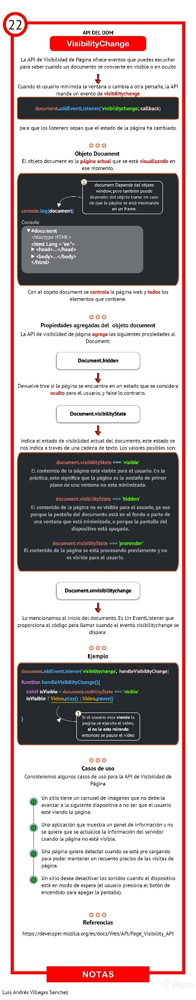 22
API DEL DOM
VisibilityChange
La API de Visibilidad de Página ofrece eventos que puedes escuchar
para saber cuando un documento se convierte en visible o en oculto
Cuando el usuario minimiza la ventana o cambia a otra persaña, la API
manda un evento de visibilitychange
document.addEventListener('visibilitychange', callback)
para que los listeners sepan que el estado de la página ha cambiado.
Objeto Document
El objeto document es la página actual que se está visualizando en
ese momento.
1
document Depende del objeto
window, pero también puede
depender del objeto frame en caso
de que la página se está mostrando
en un frame.
console.log(document)
Console
▼#document
<!doctype HTML>
<html Lang = "en">
▶ <head>...</head>
▶ <body>...</body>
</html>
Con el objeto document se controla la página web y todos los
elementos que contiene.
Propiedades agregadas del objeto document
La API de visibilidad de página agrega las siguientes propiedades al
Document:
Document.hidden
Devuelve true si la página se encuentra en un estado que se considera
oculto para el usuario, y false lo contrario.
Document.visibilityState
indica el estado de visibilidad actual del documento, este estado se
nos indica a través de una cadena de texto. Los valores posibles son:
document.visibilityState === 'visible'
El contenido de la página esta visible para el usuario. En la
práctica, esto significa que la página es la pestaña de primer
plano de una ventana no esta minimizada.
document.visibilityState === 'hidden'
El contenido de la página no es visible para el usuario, ya sea
porque la pestaña del documento está en el fondo o parte de
una ventana que está minimizada, o porque la pantalla del
dispositivo está apagada.
document.visibilityState === 'prerender'
El contenido de la página se está procesando previamente y no
es visible para el usuario.
Document.onvisibilitychange
Lo mencionamos al inicio del documento. Es Un EventListener que
proporciona el código para llamar cuando el evento visibilitychange se
dispara.
Ejemplo
document.addEventListener('visibilitychange', handleVisibilityChange)
function handleVisibilityChange(){
const isVisible = document.visibilityState === 'visible'
isVisible ? Video.play() : Video.pause()
1
Si el usuario esta viendo la
pagina se ejecuta el video,
si no la esta mirando
entonces se pausa el video
}
Casos de uso
Consideremos algunos casos de uso para la API de Visibilidad de
Página
Un sitio tiene un carrusel de imágenes que no debería
avanzar a la siguiente diapositiva a no ser que el usuario
esté viendo la página.
Una aplicación que muestra un panel de información y no
se quiere que se actualice la información del servidor
cuando la página no está visible.
Una página quiere detectar cuando se está pre cargando
para poder mantener un recuento preciso de las visitas de
página.
Un sitio desea desactivar los sonidos cuando el dispositivo
está en modo de espera (el usuario presiona el botón de
encendido para apagar la pantalla).
Referencias
https://developer.mozilla.org/es/docs/Web/API/Page_Visibility_API
NOTAS
Platzi
Luis Andrés Villegas Sanchez